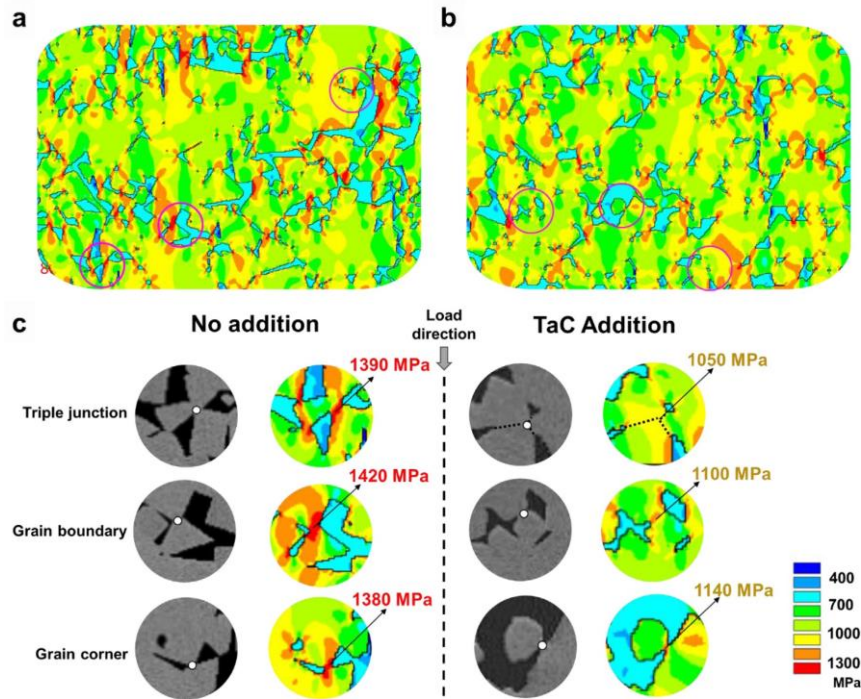 a
b
8
c
No addition
Load
direction
TaC Addition
Triple junction
1390 MPa
1050 MPa
Grain boundary
1420 MPa
1100 MPa
Grain corner
1380 MPa
1140 MPa
400
700
1000
1300
MPa